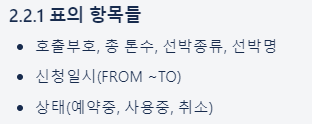 2.2.1 표의 항목들
• 호출부호, 총 톤수, 선박종류, 선박명
• 신청일시(FROM ~TO)
• 상태(예약중, 사용중, 취소)